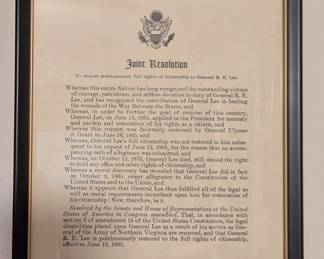 Joint Resolution
To restore posthumously full rights of citizenship to General R. E. Lee.
Whereas this entire Nation has long recognized the outstanding virtues
of courage, patriotism, and selfless devotion to duty of General R. E.
Lee, and has recognized the contribution of General Lee in healing
the wounds of the War Between the States, and
Whereas, in order to further the goal of reunion of this country,
General Lee, on June 13, 1865, applied to the President for amnesty
and pardon and restoration of his rights as a citizen, and
Whereas this request was favorably endorsed by General Ulysses
S. Grant on June 16, 1865, and
Whereas, General Lee's full citizenship was not restored to him subse-
quent to his request of June 13, 1865, for the reason that no accom-
panying oath of allegiance was submitted, and
Whereas, on October 12, 1870, General Lee died, still denied the right
to hold any office and other rights of citizenship, and
Whereas a recent discovery has revealed that General Lee did in fact
on October 2, 1865, swear allegiance to the Constitution of the
United States and to the Union, and
Whereas it appears that General Lee thus fulfilled all of the legal as
well as moral requirements incumbent upon him for restoration of
his citizenship: Now, therefore, be it
Resolved by the Senate and House of Representatives of the United
States of America in Congress assembled, That, in accordance with
section 3 of amendment 14 of the United States Constitution, the legal
disabilities placed upon General Lee as a result of his service as Gen-
eral of the Army of Northern Virginia are removed, and that General
R. E. Lee is posthumously restored to the full rights of citizenship,
effective June 13, 1865.